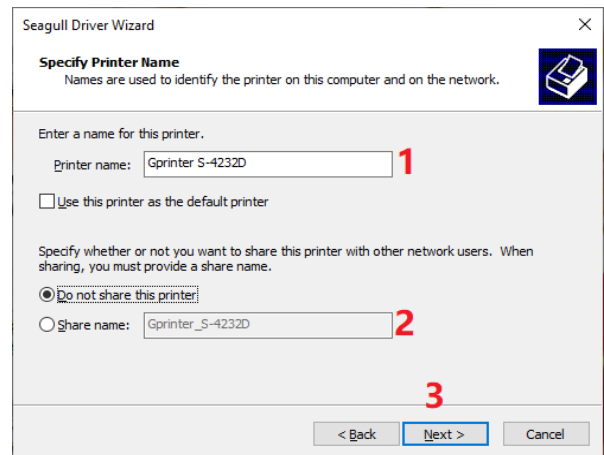 Seagull Driver Wizard
Specify Printer Name
Names are used to identify the printer on this computer and on the network.
Enter a name for this printer.
Printer name: Gprinter S-4232D 1
Use this printer as the default printer
Specify whether or not you want to share this printer with other network users. When
sharing, you must provide a share name.
Do not share this printer
Share name: Gprinter_S-4232D 2
3
< Back Next > Cancel